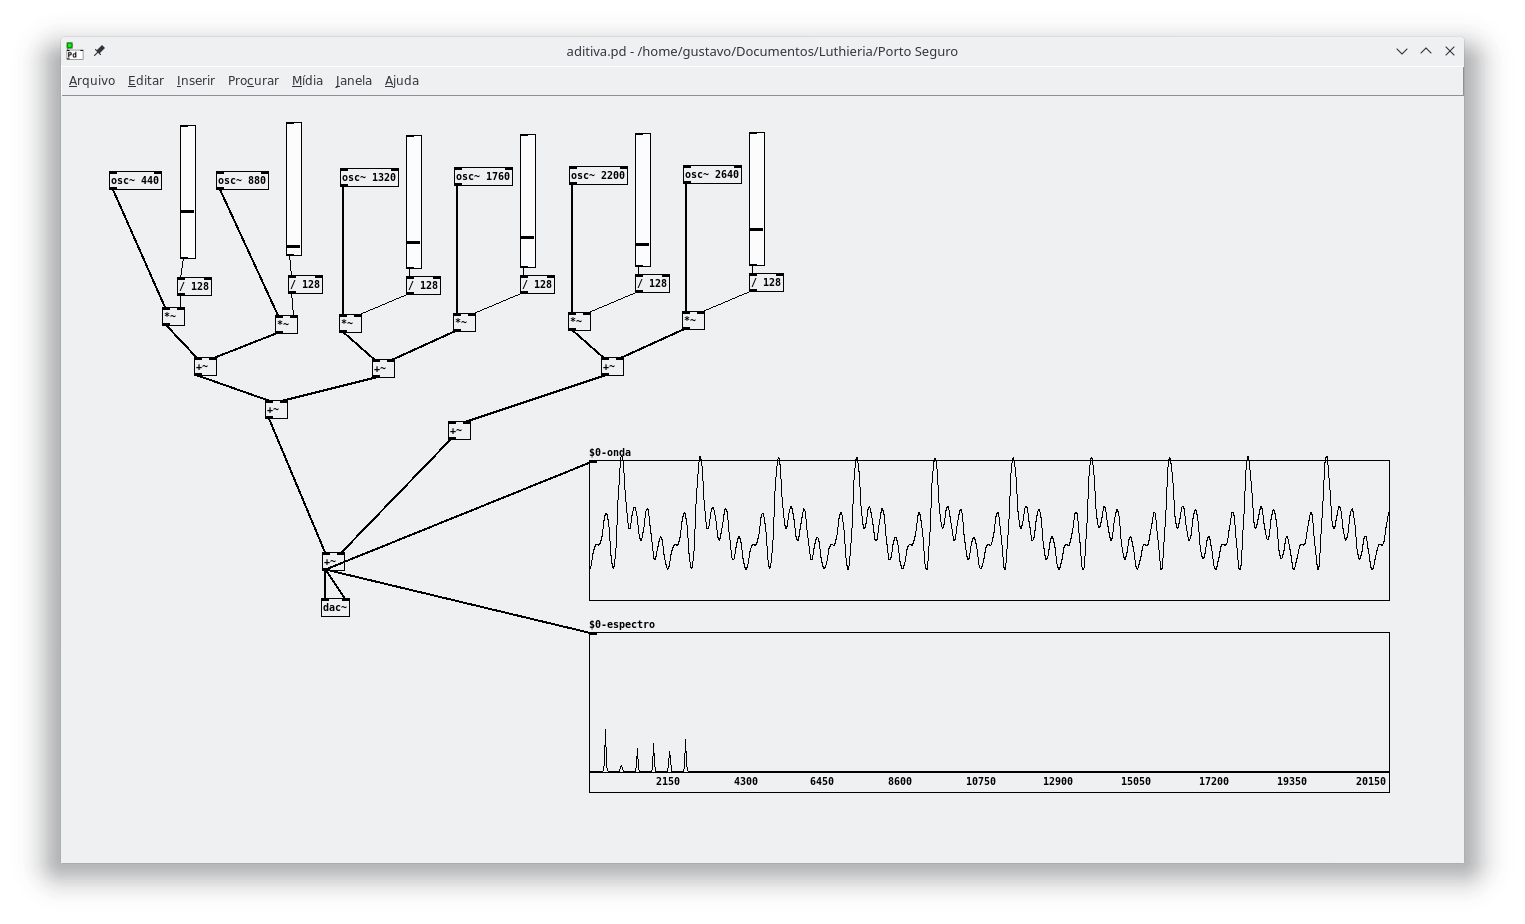 Pd
aditiva.pd - /home/gustavo/Documentos/Luthieria/Porto Seguro
Arquivo Editar Inserir Procurar Mídia Janela Ajuda
osc~ 440 osc~ 880 osc~ 1320 osc~ 1760 osc~ 2200 osc~ 2640
/ 128 / 128 / 128 / 128 / 128 / 128
*~ *~ *~ *~ *~ *~
+~ +~ +~
+~
+~
$0-onda
+~
dac~
$0-espectro
2150 4300 6450 8600 10750 12900 15050 17200 19350 20150